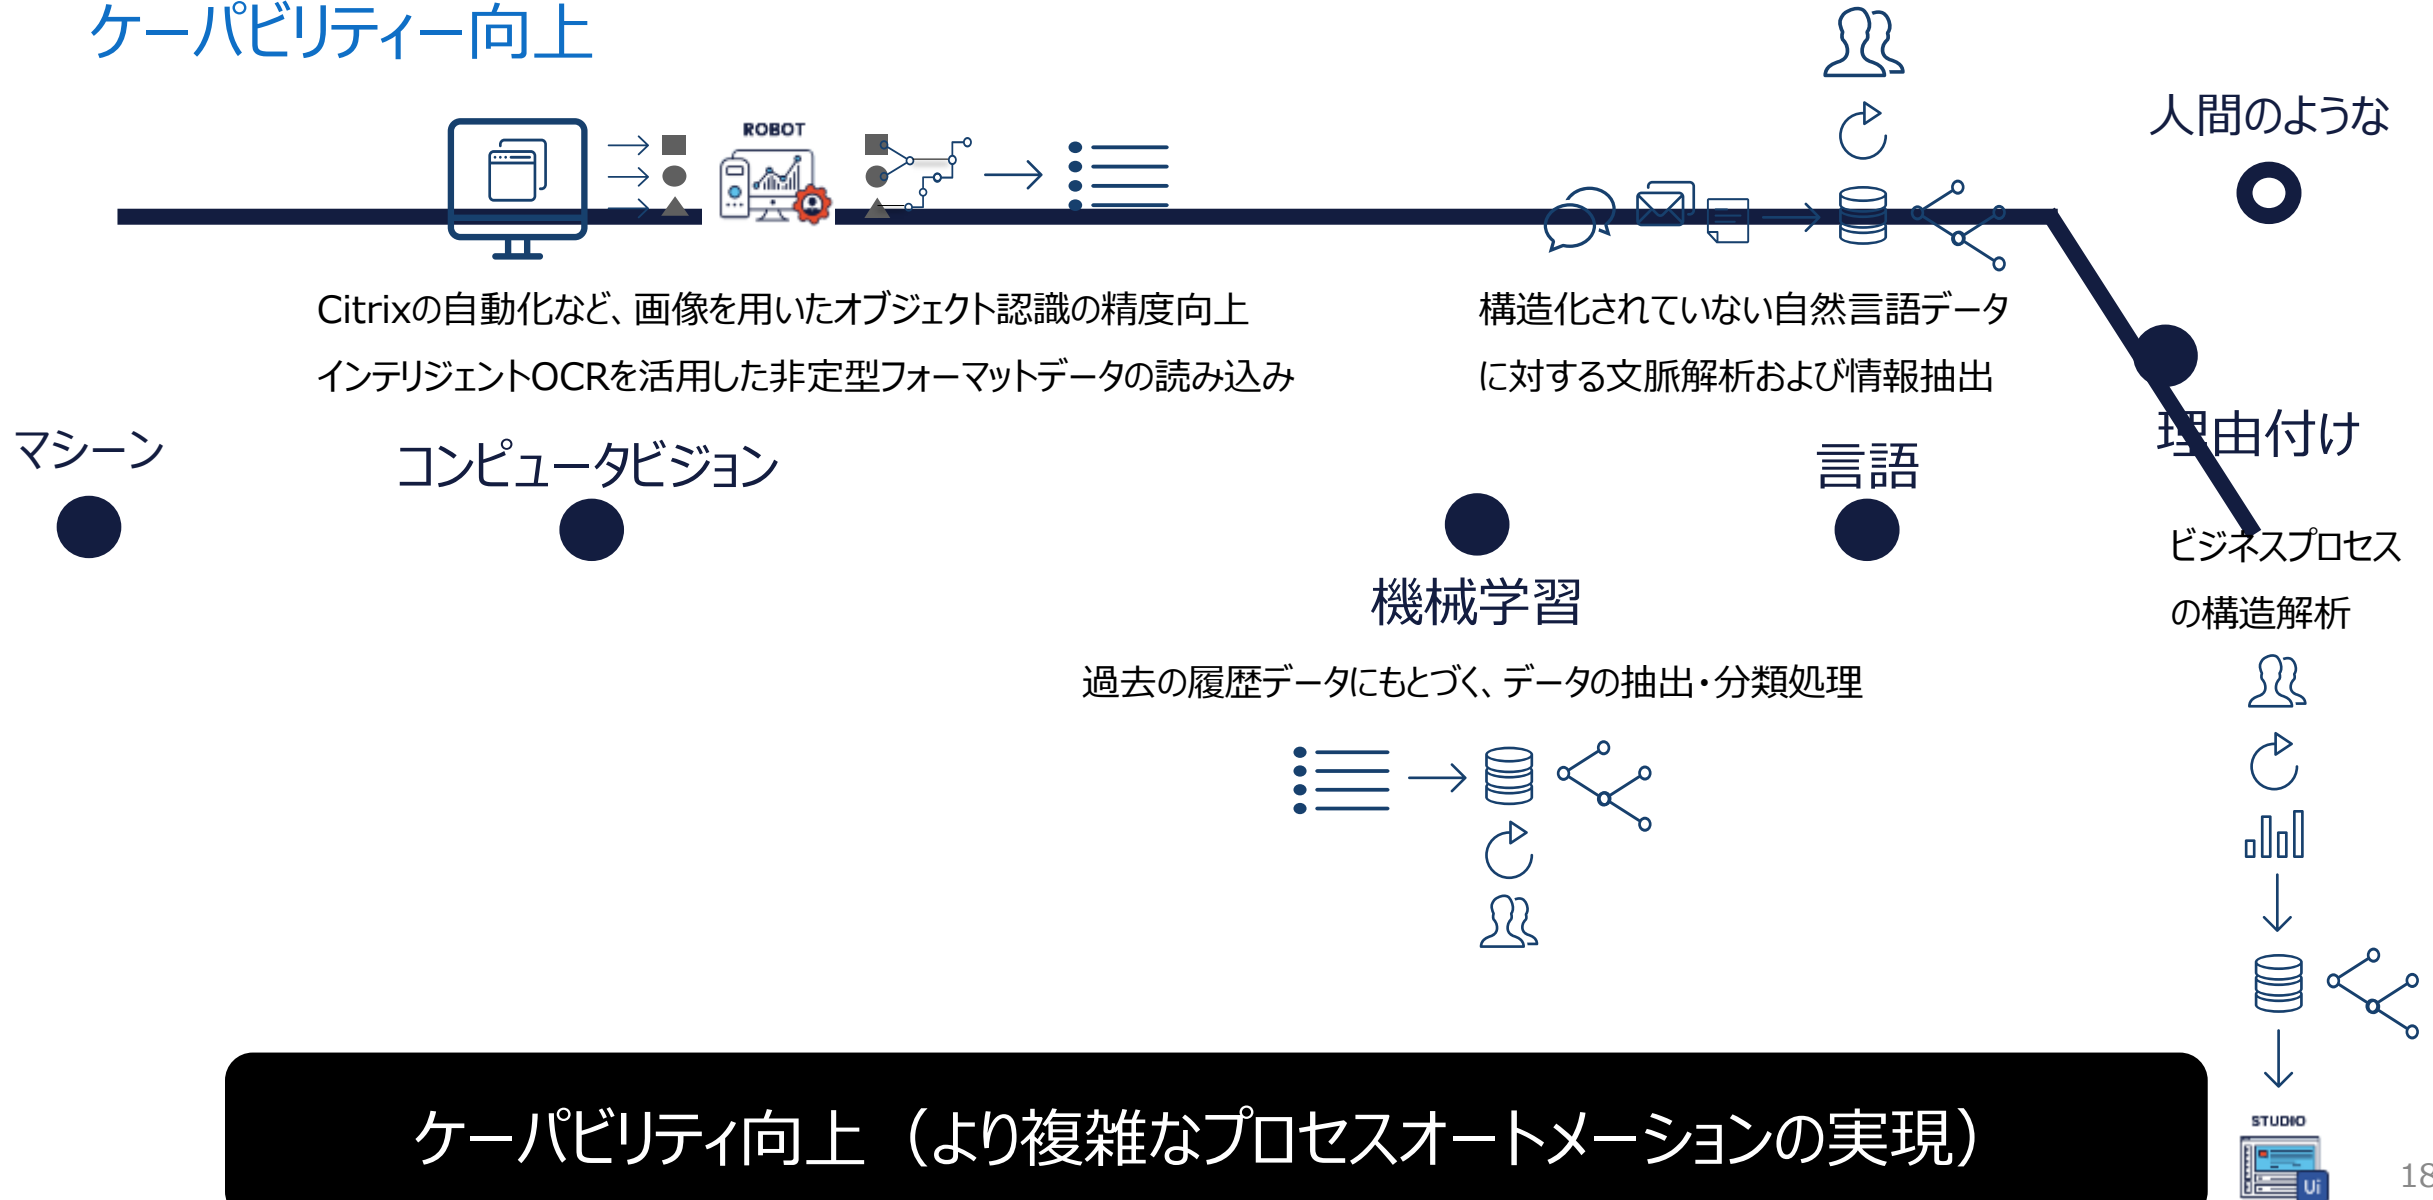 ケーパビリティー向上
ROBOT
人間のような
Citrixの自動化など、画像を用いたオブジェクト認識の精度向上
インテリジェントOCRを活用した非定型フォーマットデータの読み込み
構造化されていない自然言語データ
に対する文脈解析および情報抽出
マシーン
コンピュータビジョン
言語
理由付け
ビジネスプロセス
の構造解析
機械学習
過去の履歴データにもとづく、データの抽出・分類処理
ケーパビリティ向上（より複雑なプロセスオートメーションの実現）
STUDIO
Ui
18